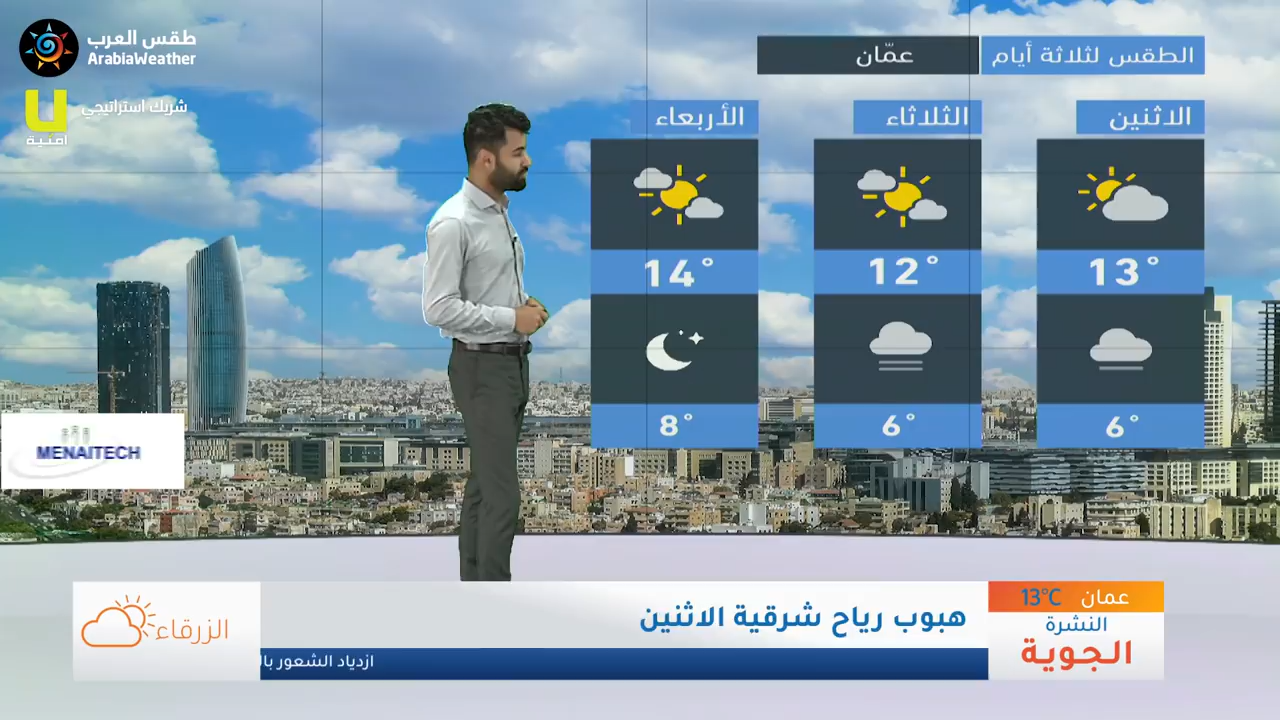 طقس العرب
ArabiaWeather
شريك استراتيجي
أمنية
الطقس لثلاثة أيام
عمّان
الاثنين
الثلاثاء
الأربعاء
13°
12°
14°
6°
6°
8°
MENAITECH
عمان 13°C
النشرة
الجوية
هبوب رياح شرقية الاثنين
ازدياد الشعور
الزرقاء